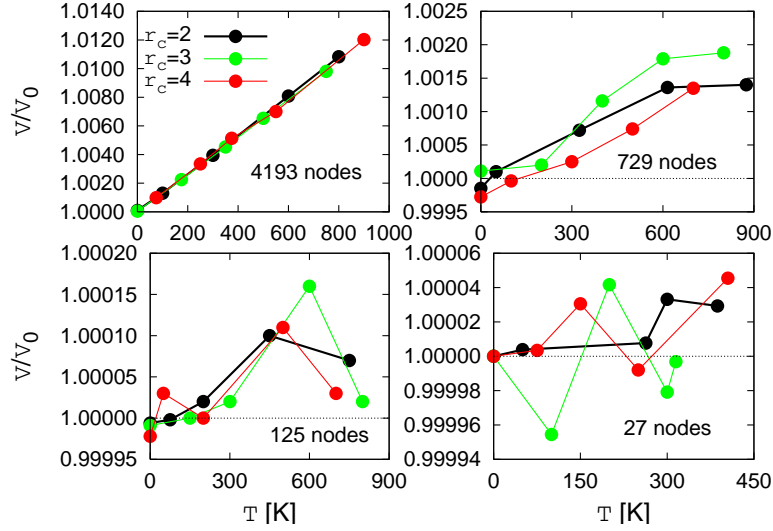 1.0140
1.0120
1.0100
1.0080
1.0060
1.0040
1.0020
1.0000
V/V0
r_c=2
r_c=3
r_c=4
4193 nodes
0 200 400 600 800 1000
1.0025
1.0020
1.0015
1.0010
1.0005
1.0000
0.9995
729 nodes
0 300 600 900
1.00020
1.00015
1.00010
1.00005
1.00000
0.99995
V/V0
125 nodes
0 300 600 900
T [K]
1.00006
1.00004
1.00002
1.00000
0.99998
0.99996
0.99994
27 nodes
0 150 300 450
T [K]